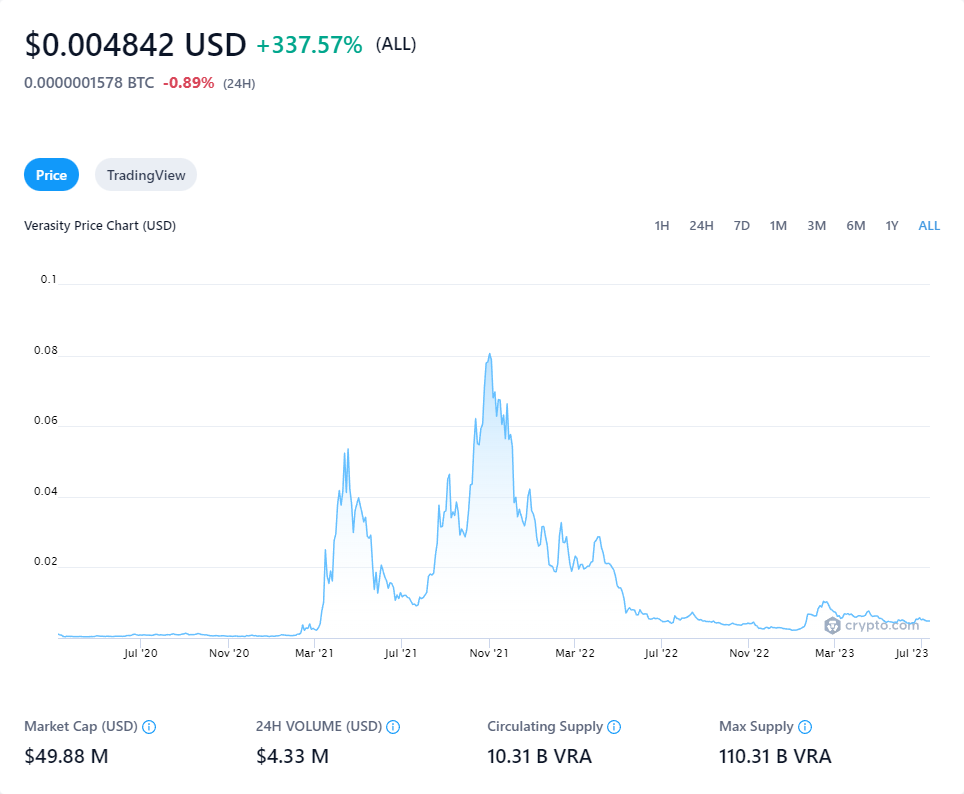 $0.004842 USD +337.57% (ALL)
0.0000001578 BTC -0.89% (24H)
Price TradingView
Verasity Price Chart (USD) 1H 24H 7D 1M 3M 6M 1Y ALL
0.1
0.08
0.06
0.04
0.02
crypto.com
Jul '20 Nov '20 Mar '21 Jul '21 Nov '21 Mar '22 Jul '22 Nov '22 Mar '23 Jul '23
Market Cap (USD) 24H VOLUME (USD) Circulating Supply Max Supply
$49.88 M $4.33 M 10.31 B VRA 110.31 B VRA